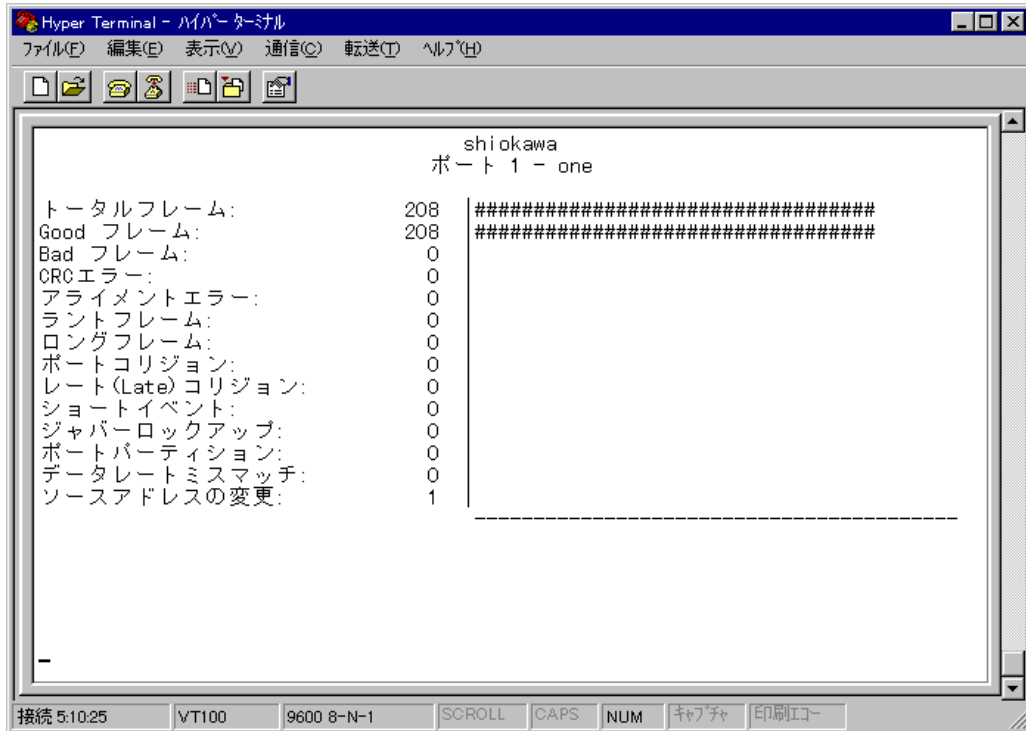 Hyper Terminal - ﾊｲﾊﾟｰ ﾀｰﾐﾅﾙ
ﾌｧｲﾙ(F) 編集(E) 表示(V) 通信(C) 転送(T) ﾍﾙﾌﾟ(H)
shiokawa
ポート 1 - one
トータルフレーム: 208 ##################################
Good フレーム: 208 ##################################
Bad フレーム: 0
CRCエラー: 0
アライメントエラー: 0
ラントフレーム: 0
ロングフレーム: 0
ポートコリジョン: 0
レート(Late)コリジョン: 0
ショートイベント: 0
ジャバーロックアップ: 0
ポートパーティション: 0
データレートミスマッチ: 0
ソースアドレスの変更: 1
接続 5:10:25 VT100 9600 8-N-1 SCROLL CAPS NUM ｷｬﾌﾟﾁｬ 印刷ｴｺｰ